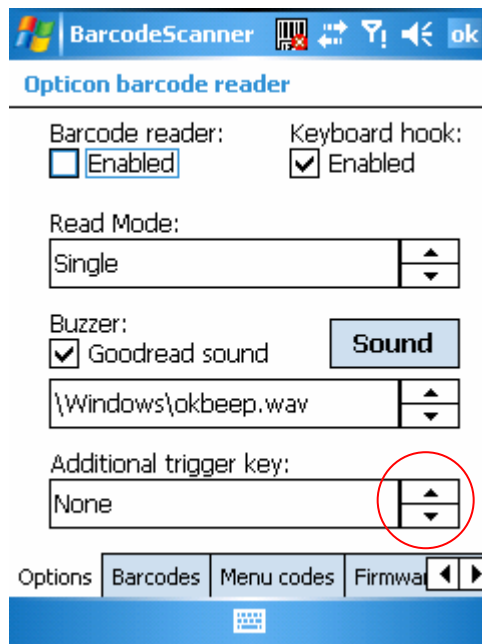 BarcodeScanner ok
Opticon barcode reader
Barcode reader: Keyboard hook:
Enabled Enabled
Read Mode:
Single
Buzzer:
Goodread sound Sound
\Windows\okbeep.wav
Additional trigger key:
None
Options Barcodes Menu codes Firmwa